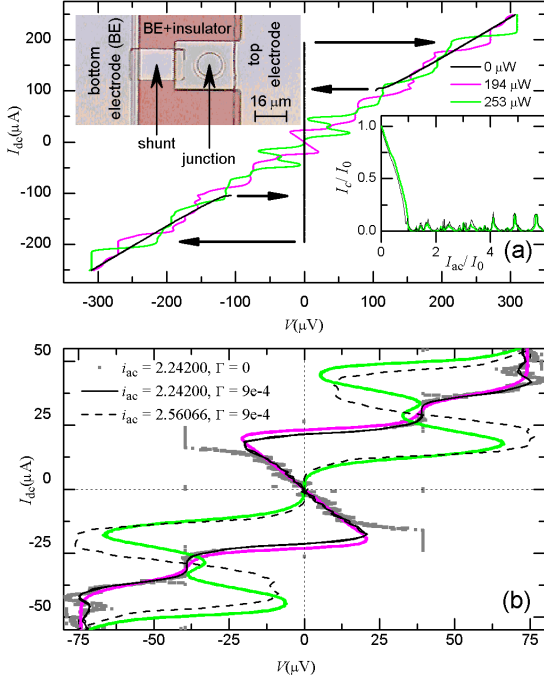 200
100
0
-100
-200
I_dc(μA)
bottom
electrode (BE)
BE+insulator
top
electrode
shunt
junction
16 μm
0 μW
194 μW
253 μW
1.0
0.5
0.0
I_c/I_0
0 2 4
I_ac/I_0
(a)
-300 -200 -100 0 100 200 300
V(μV)
50
25
0
-25
-50
I_dc(μA)
i_ac = 2.24200, Γ = 0
i_ac = 2.24200, Γ = 9e-4
i_ac = 2.56066, Γ = 9e-4
(b)
-75 -50 -25 0 25 50 75
V(μV)